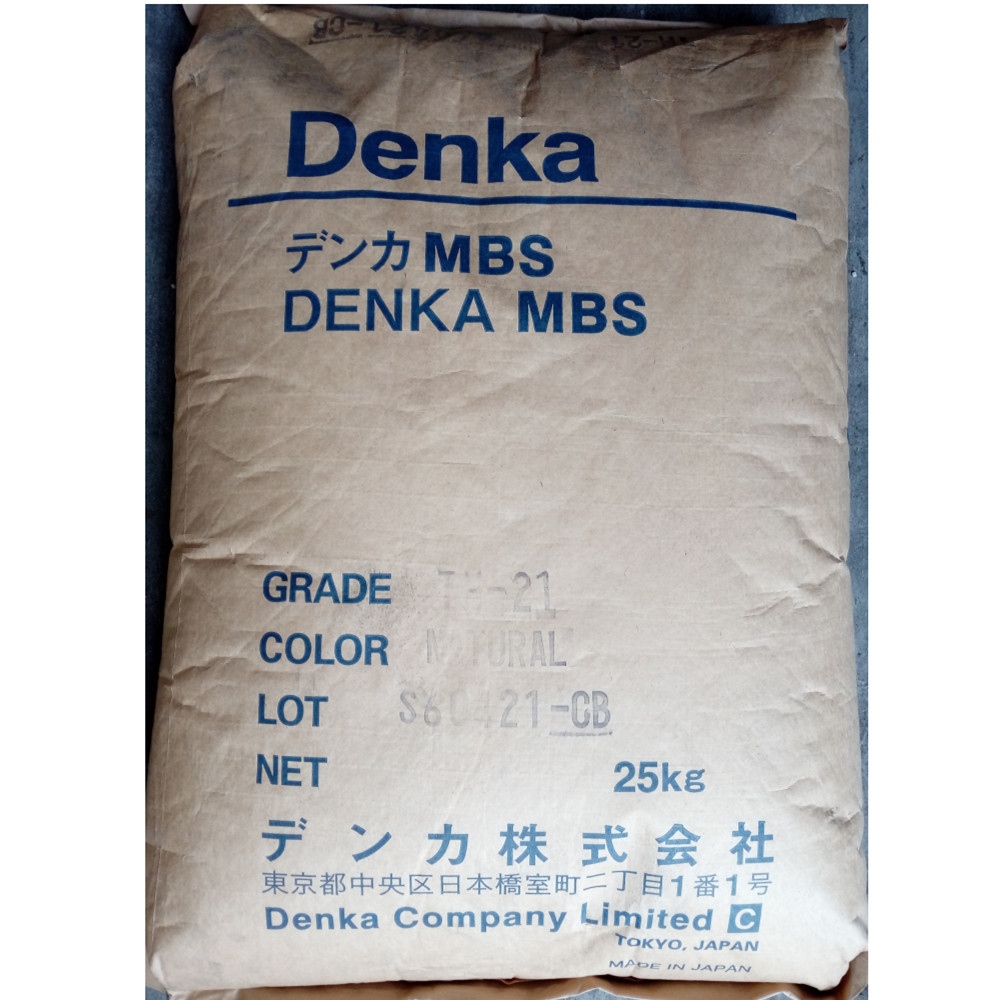 Denka
デンカ MBS
DENKA MBS
GRADE
COLOR NATURAL
LOT
NET 25kg
デンカ株式会社
東京都中央区日本橋室町二丁目1番1号
Denka Company Limited C
TOKYO, JAPAN
MADE IN JAPAN